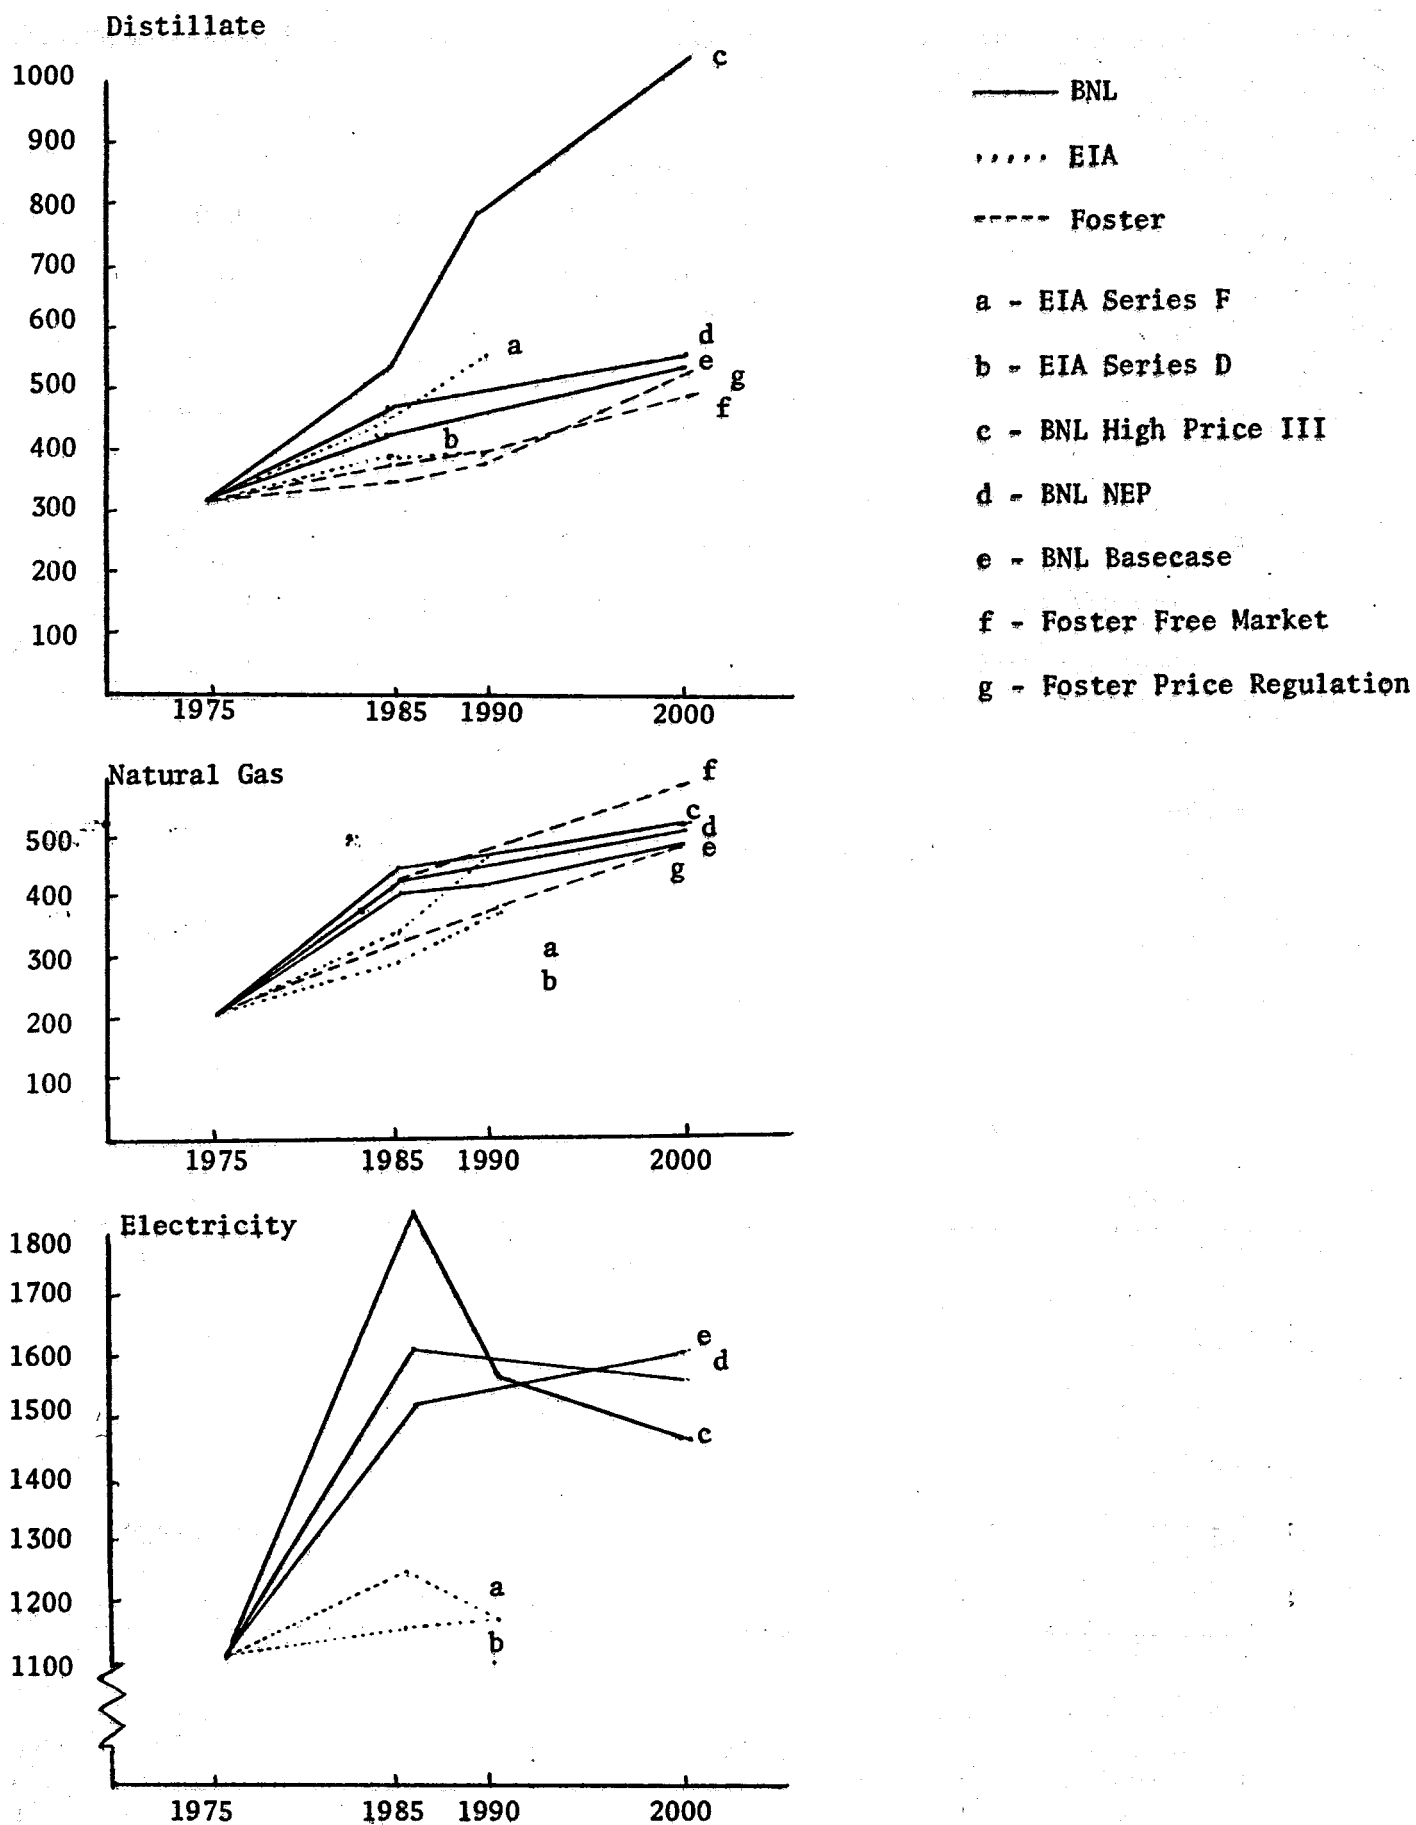 Distillate
1000
900
800
700
600
500
400
300
200
100
c
a
d
e
g
f
b
1975 1985 1990 2000
BNL
EIA
Foster
a - EIA Series F
b - EIA Series D
c - BNL High Price III
d - BNL NEP
e - BNL Basecase
f - Foster Free Market
g - Foster Price Regulation
Natural Gas
500
400
300
200
100
f
c
d
e
g
a
b
1975 1985 1990 2000
Electricity
1800
1700
1600
1500
1400
1300
1200
1100
e
d
c
a
b
1975 1985 1990 2000